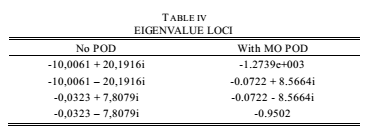 TABLE IV
EIGENVALUE LOCI
No POD With MO POD
-10,0061 + 20,1916i -1.2739e+003
-10,0061 – 20,1916i -0.0722 + 8.5664i
-0,0323 + 7,8079i -0.0722 - 8.5664i
-0,0323 – 7,8079i -0.9502